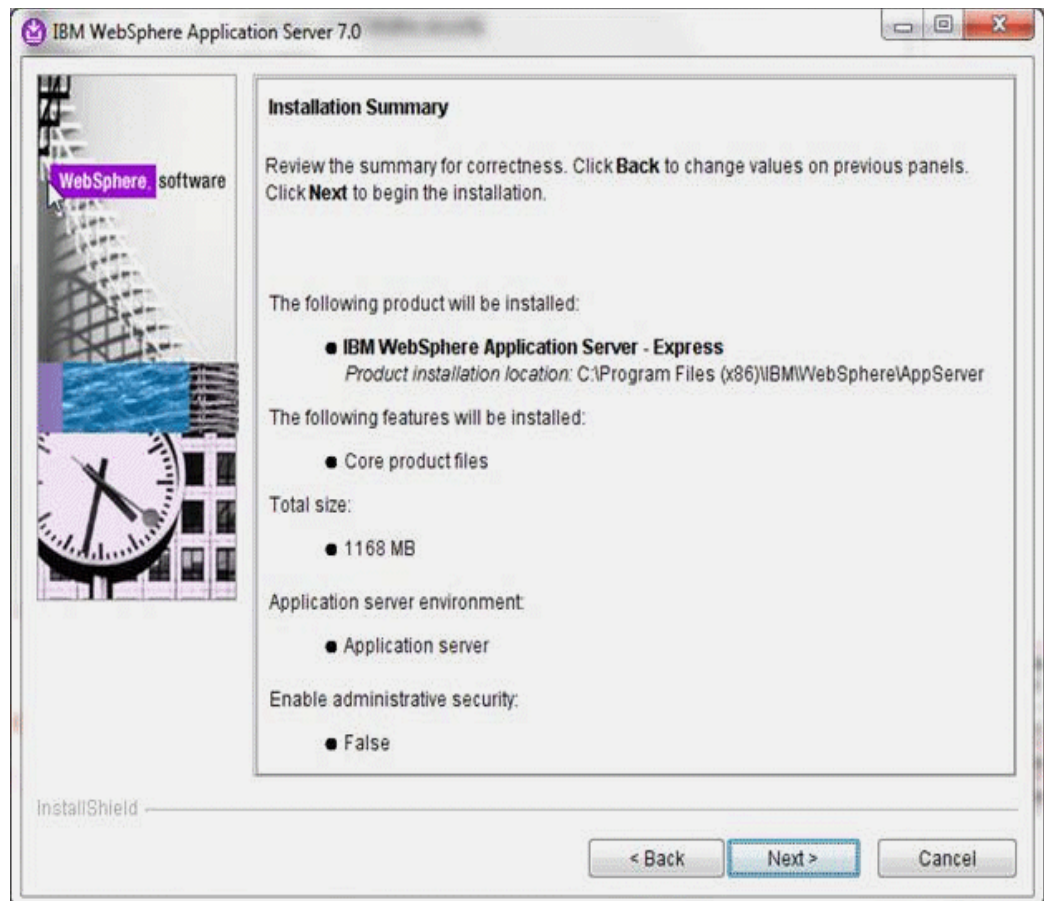 IBM WebSphere Application Server 7.0
WebSphere. software
Installation Summary
Review the summary for correctness. Click Back to change values on previous panels.
Click Next to begin the installation.
The following product will be installed:
IBM WebSphere Application Server - Express
Product installation location: C:\Program Files (x86)\IBM\WebSphere\AppServer
The following features will be installed:
Core product files
Total size:
1168 MB
Application server environment:
Application server
Enable administrative security:
False
InstallShield
< Back
Next >
Cancel